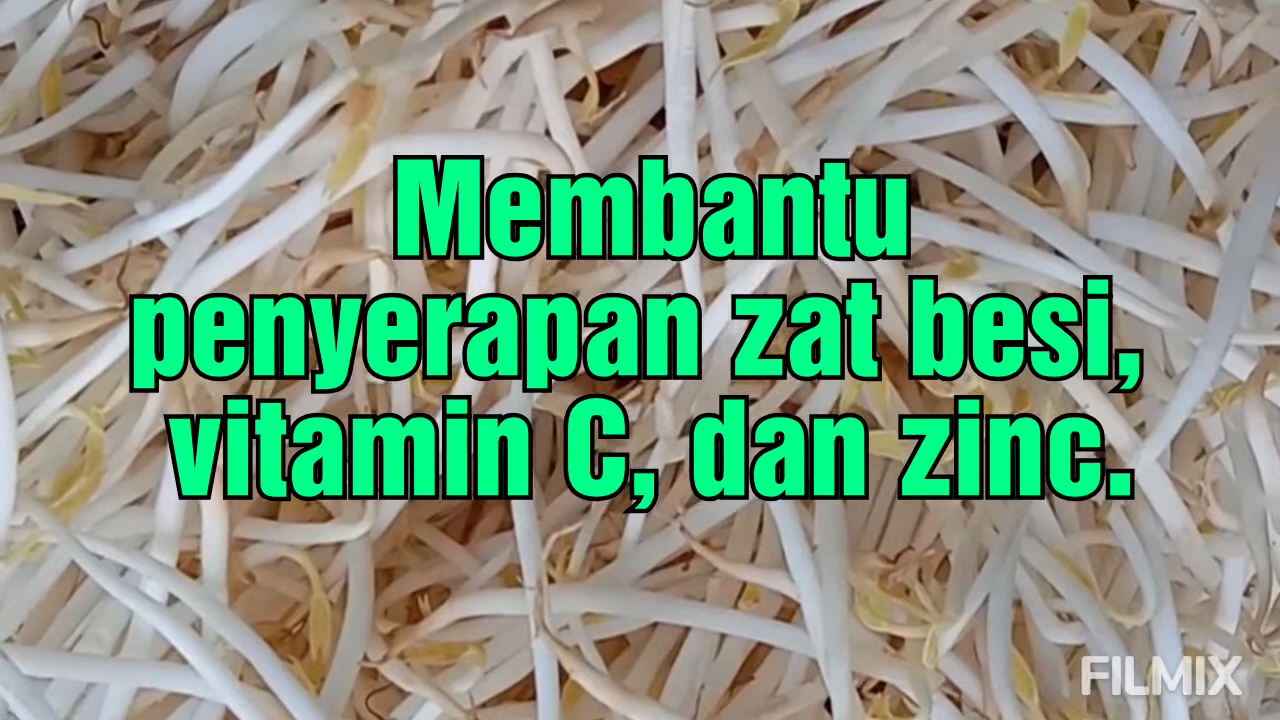 Membantu
penyerapan zat besi,
vitamin C, dan zinc.
FILMIX